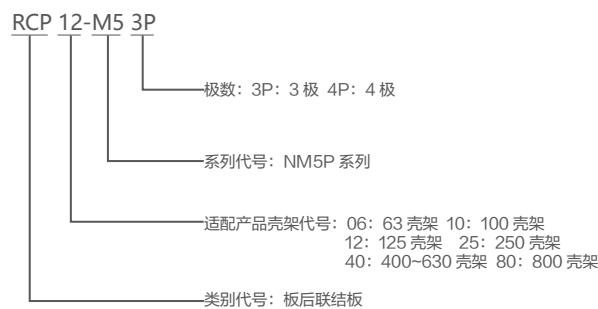 RCP 12-M5 3P
极数：3P：3 极 4P：4 极
系列代号：NM5P 系列
适配产品壳架代号：06：63 壳架 10：100 壳架
12：125 壳架 25：250 壳架
40：400~630 壳架 80：800 壳架
类别代号：板后联结板